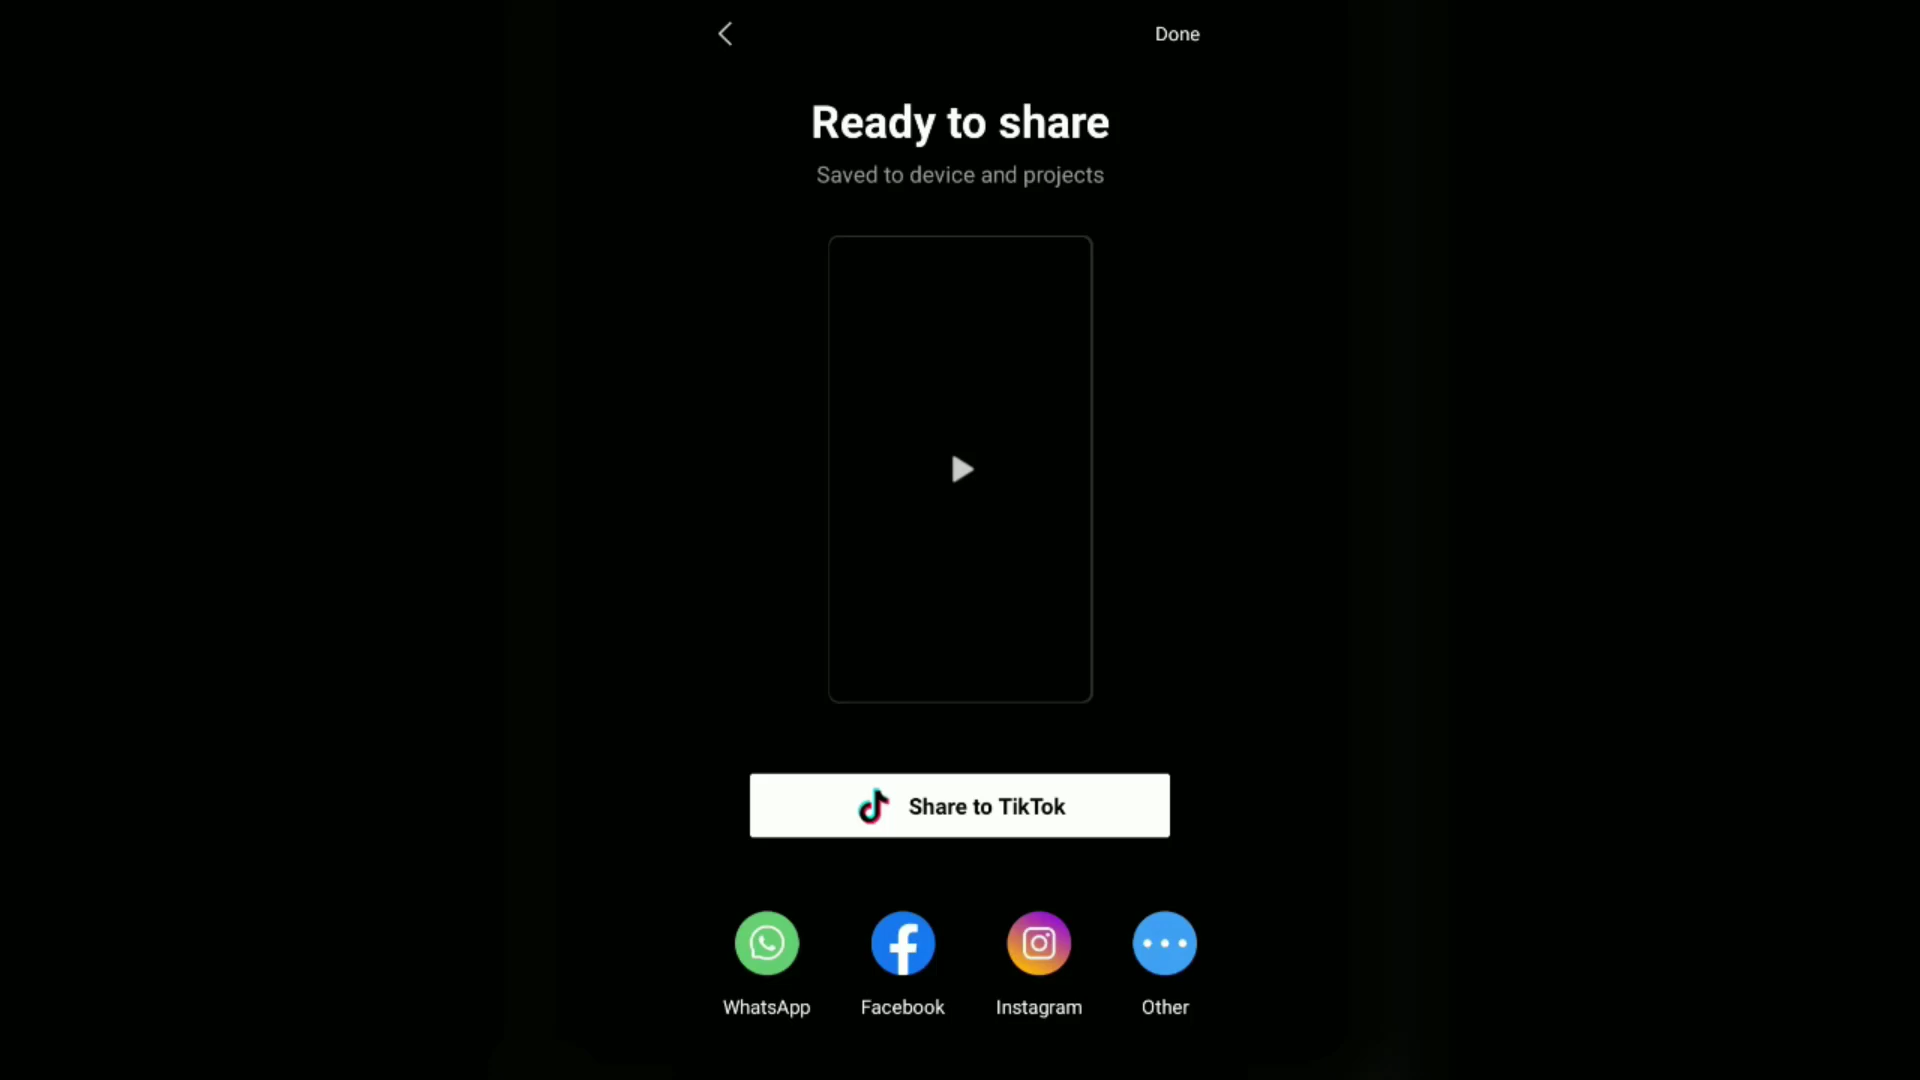 Done
Ready to share
Saved to device and projects
Share to TikTok
WhatsApp Facebook Instagram Other